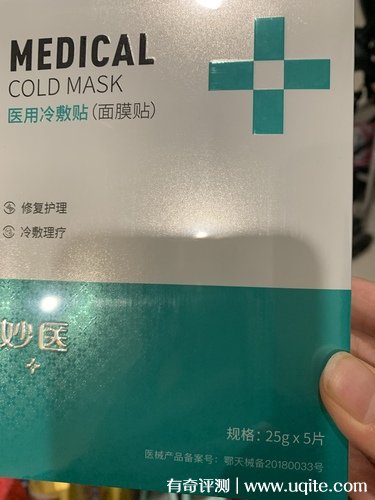 MEDICAL
COLD MASK
医用冷敷贴(面膜贴)
修复护理
冷敷理疗
妙医
规格：25g x 5片
医械产品备案号：鄂天械备20180033号
有奇评测 | www.uqite.com